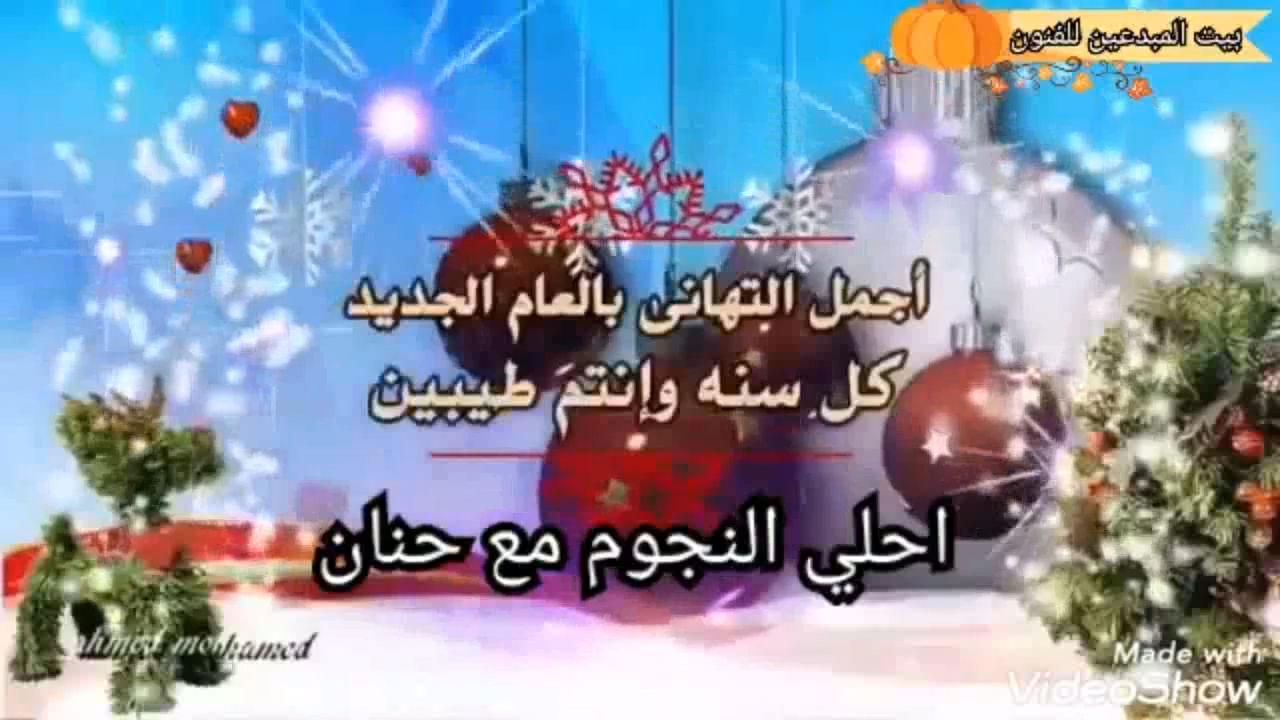 بيت المبدعين للفنون
أجمل التهانى بالعام الجديد
كل سنه وإنتم طيبين
احلي النجوم مع حنان
ahmed mohamed
Made with
VideoShow